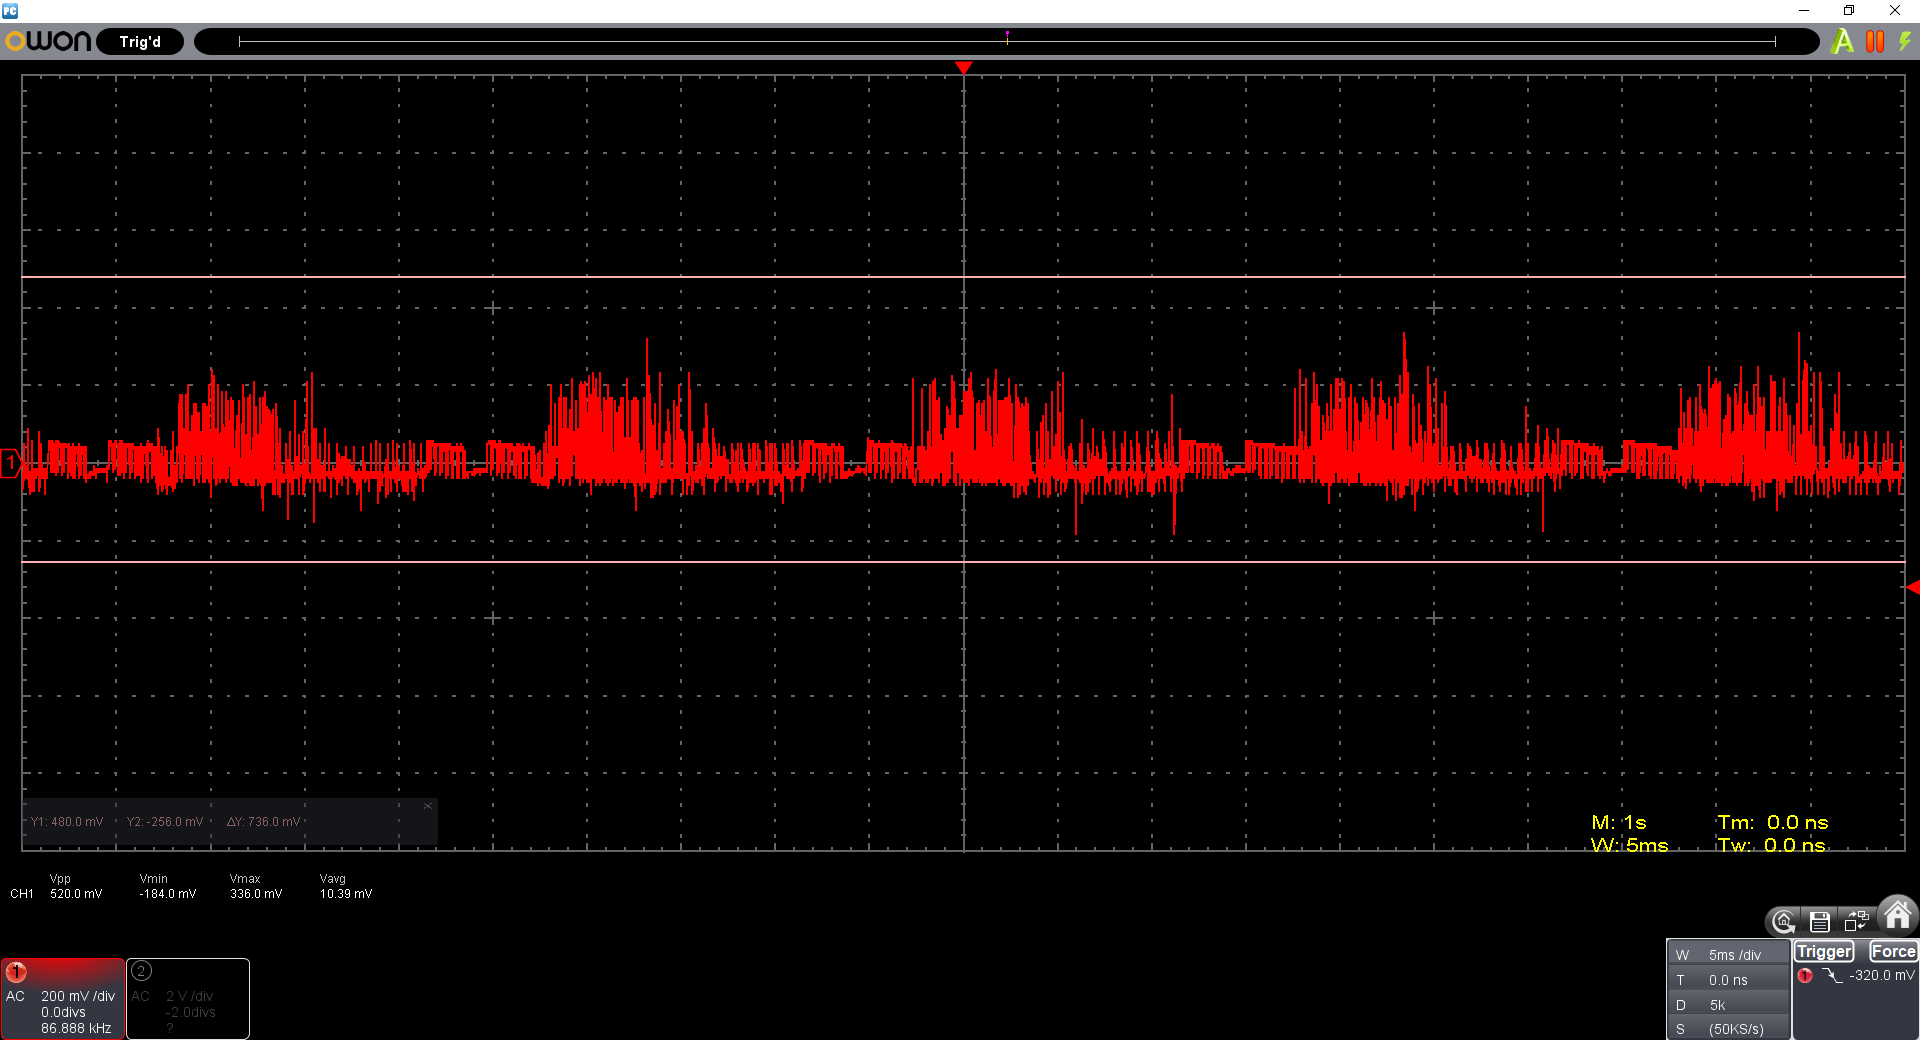 PC
OWON Trig'd A
1
Y1: 480.0 mV Y2: -256.0 mV ΔY: 736.0 mV
M: 1s Tm: 0.0 ns
W: 5ms Tw: 0.0 ns
Vpp Vmin Vmax Vavg
CH1 520.0 mV -184.0 mV 336.0 mV 10.39 mV
1
AC 200 mV /div
0.0divs
86.888 kHz
2
AC 2 V /div
-2.0divs
?
W 5ms /div
T 0.0 ns
D 5k
S (50KS/s)
Trigger Force
1 -320.0 mV